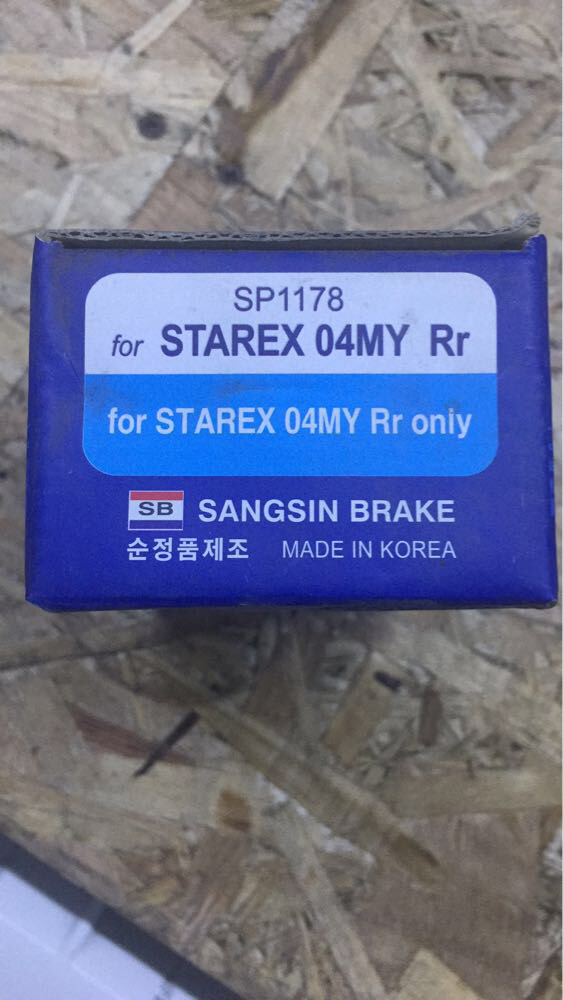 SP1178
for STAREX 04MY Rr
for STAREX 04MY Rr only
SB SANGSIN BRAKE
순정품제조 MADE IN KOREA